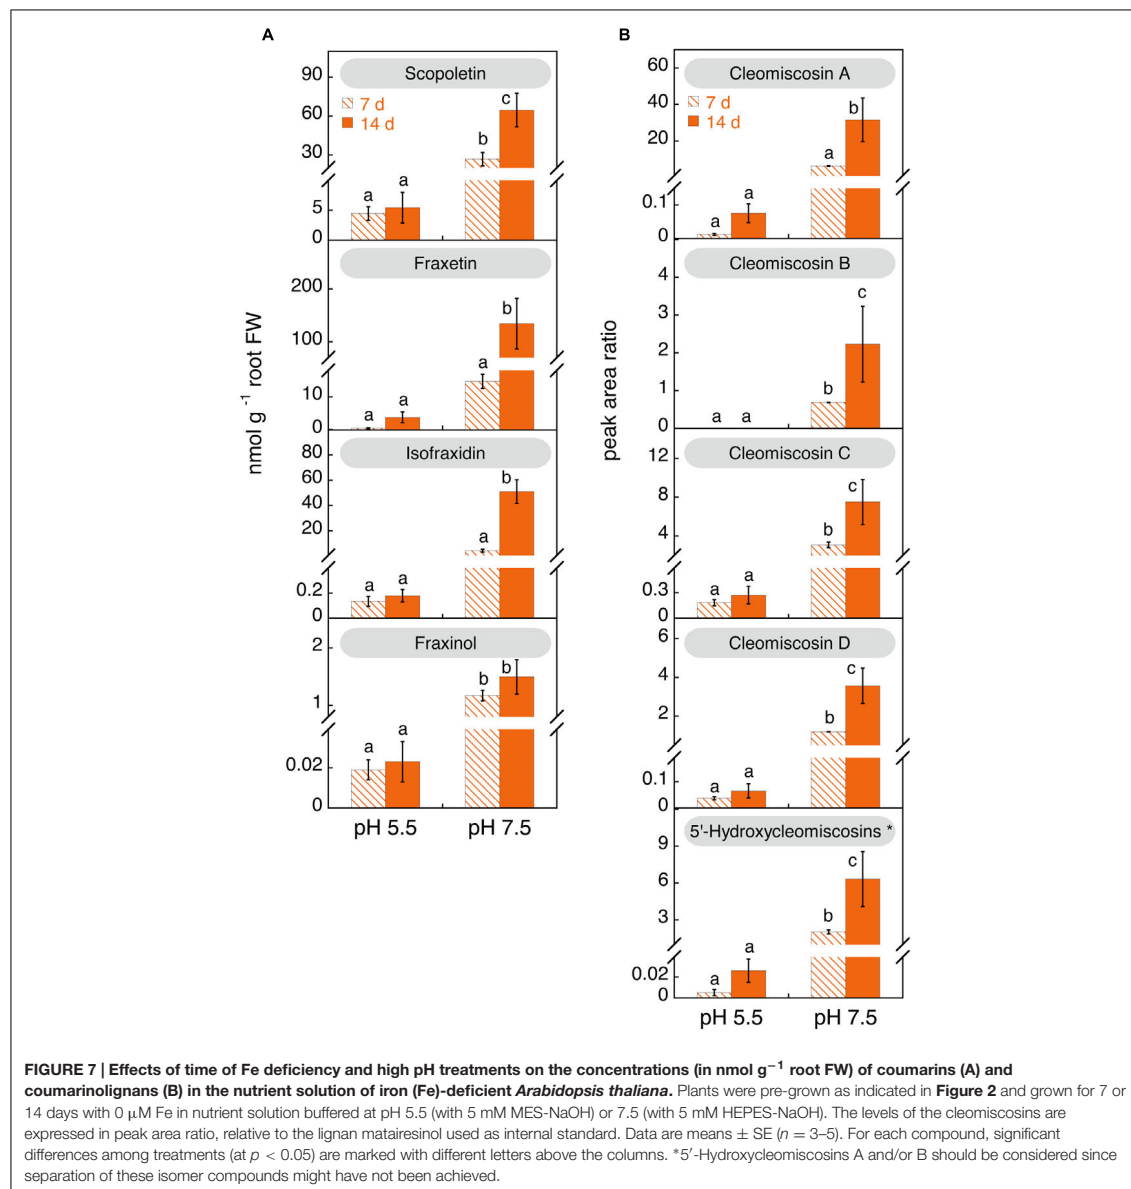 A
nmol g⁻¹ root FW
Scopoletin
7 d
14 d
90
60
30
5
0
a
a
b
c
Fraxetin
200
100
10
0
a
a
a
b
Isofraxidin
80
60
40
20
0.2
0
a
a
a
b
Fraxinol
2
1
0.02
0
a
a
b
b
pH 5.5
pH 7.5
B
peak area ratio
Cleomiscosin A
7 d
14 d
60
40
20
0.1
0
a
a
a
b
Cleomiscosin B
4
3
2
1
0
a
a
b
c
Cleomiscosin C
12
8
4
0.3
0
a
a
b
c
Cleomiscosin D
6
4
2
0.1
0
a
a
b
c
5'-Hydroxycleomiscosins *
9
6
3
0.02
0
a
a
b
c
pH 5.5
pH 7.5
FIGURE 7 | Effects of time of Fe deficiency and high pH treatments on the concentrations (in nmol g⁻¹ root FW) of coumarins (A) and
coumarinolignans (B) in the nutrient solution of iron (Fe)-deficient Arabidopsis thaliana. Plants were pre-grown as indicated in Figure 2 and grown for 7 or
14 days with 0 μM Fe in nutrient solution buffered at pH 5.5 (with 5 mM MES-NaOH) or 7.5 (with 5 mM HEPES-NaOH). The levels of the cleomiscosins are
expressed in peak area ratio, relative to the lignan matairesinol used as internal standard. Data are means ± SE (n = 3–5). For each compound, significant
differences among treatments (at p < 0.05) are marked with different letters above the columns. *5′-Hydroxycleomiscosins A and/or B should be considered since
separation of these isomer compounds might have not been achieved.